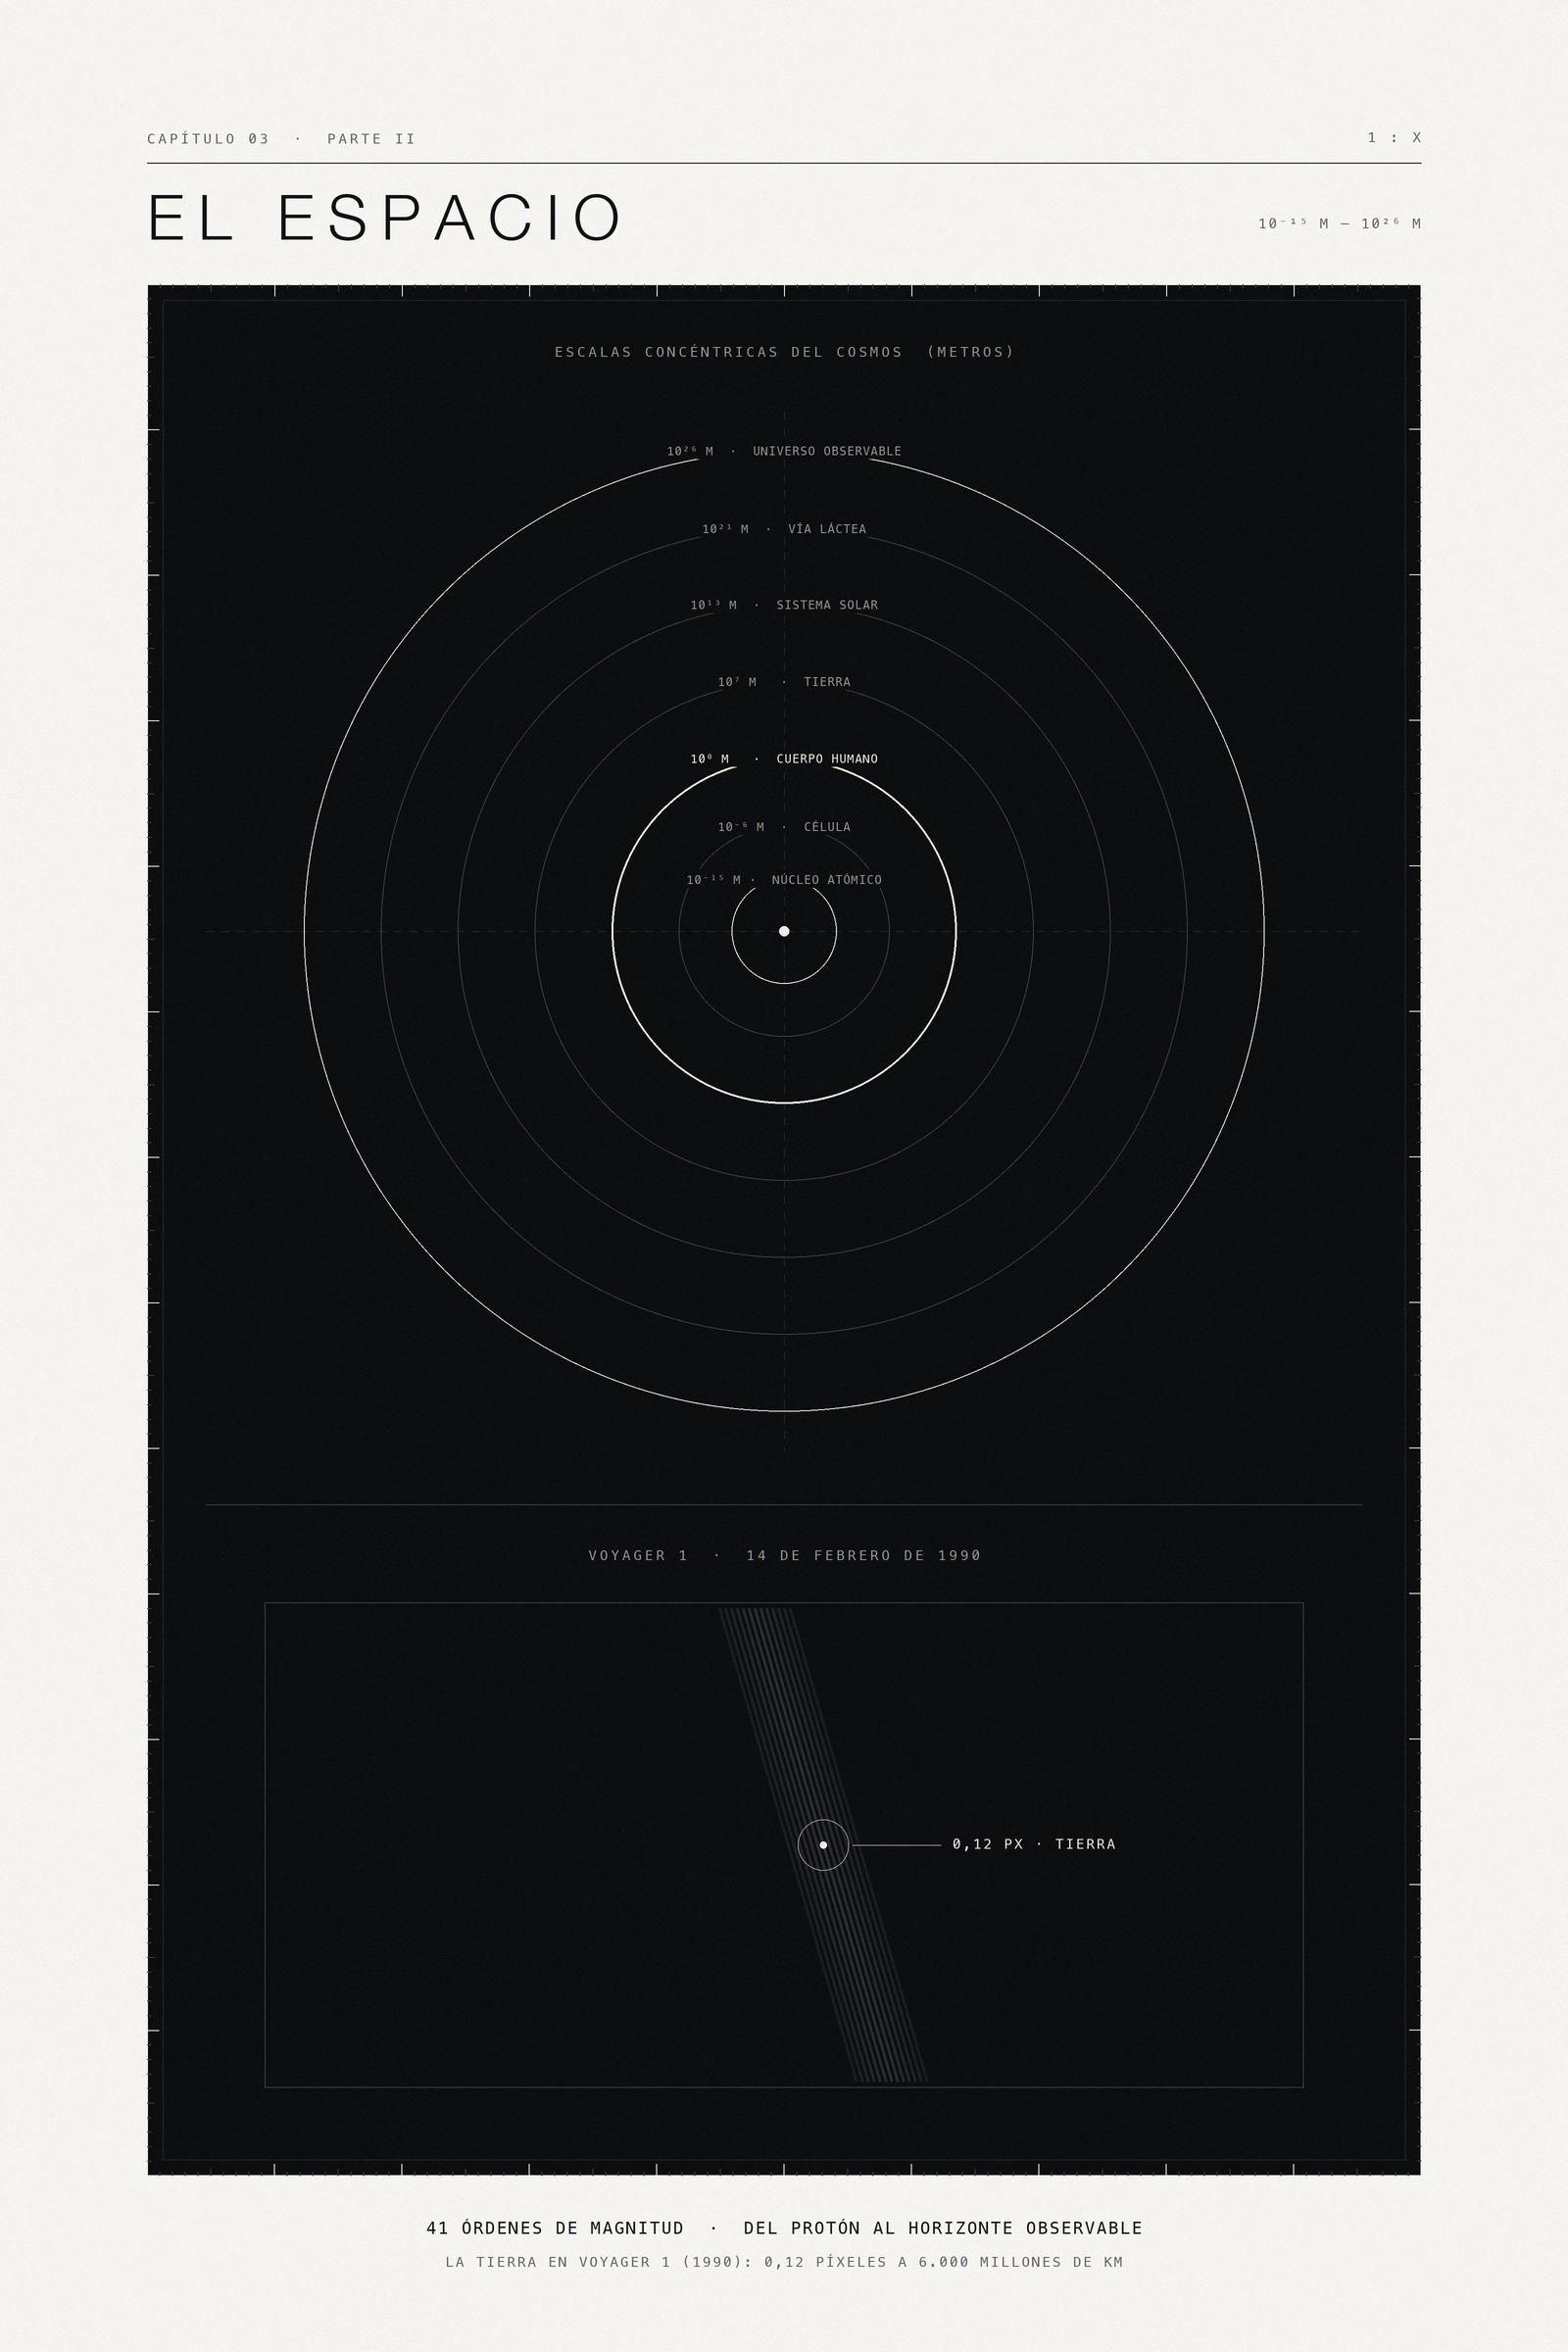 CAPÍTULO 03 · PARTE II
1 : X
EL ESPACIO
10⁻¹⁵ M — 10²⁶ M
ESCALAS CONCÉNTRICAS DEL COSMOS (METROS)
10²⁶ M · UNIVERSO OBSERVABLE
10²¹ M · VÍA LÁCTEA
10¹³ M · SISTEMA SOLAR
10⁷ M · TIERRA
10⁰ M · CUERPO HUMANO
10⁻⁶ M · CÉLULA
10⁻¹⁵ M · NÚCLEO ATÓMICO
VOYAGER 1 · 14 DE FEBRERO DE 1990
0,12 PX · TIERRA
41 ÓRDENES DE MAGNITUD · DEL PROTÓN AL HORIZONTE OBSERVABLE
LA TIERRA EN VOYAGER 1 (1990): 0,12 PÍXELES A 6.000 MILLONES DE KM